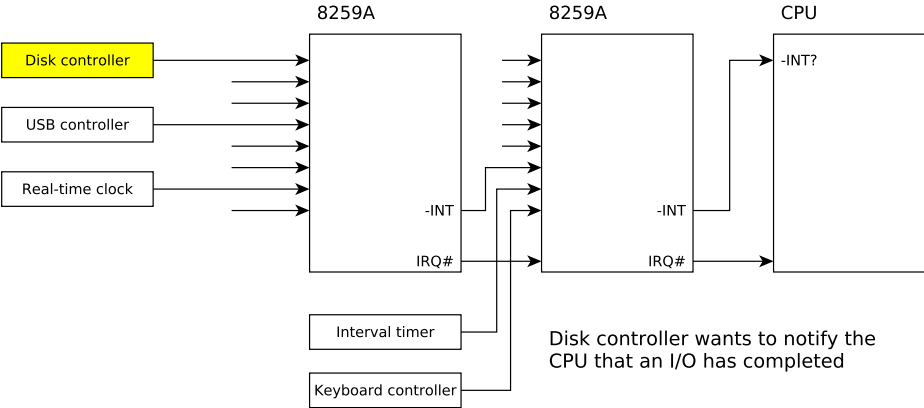 8259A
8259A
CPU
Disk controller
-INT?
USB controller
Real-time clock
-INT
-INT
IRQ#
IRQ#
Interval timer
Disk controller wants to notify the
CPU that an I/O has completed
Keyboard controller